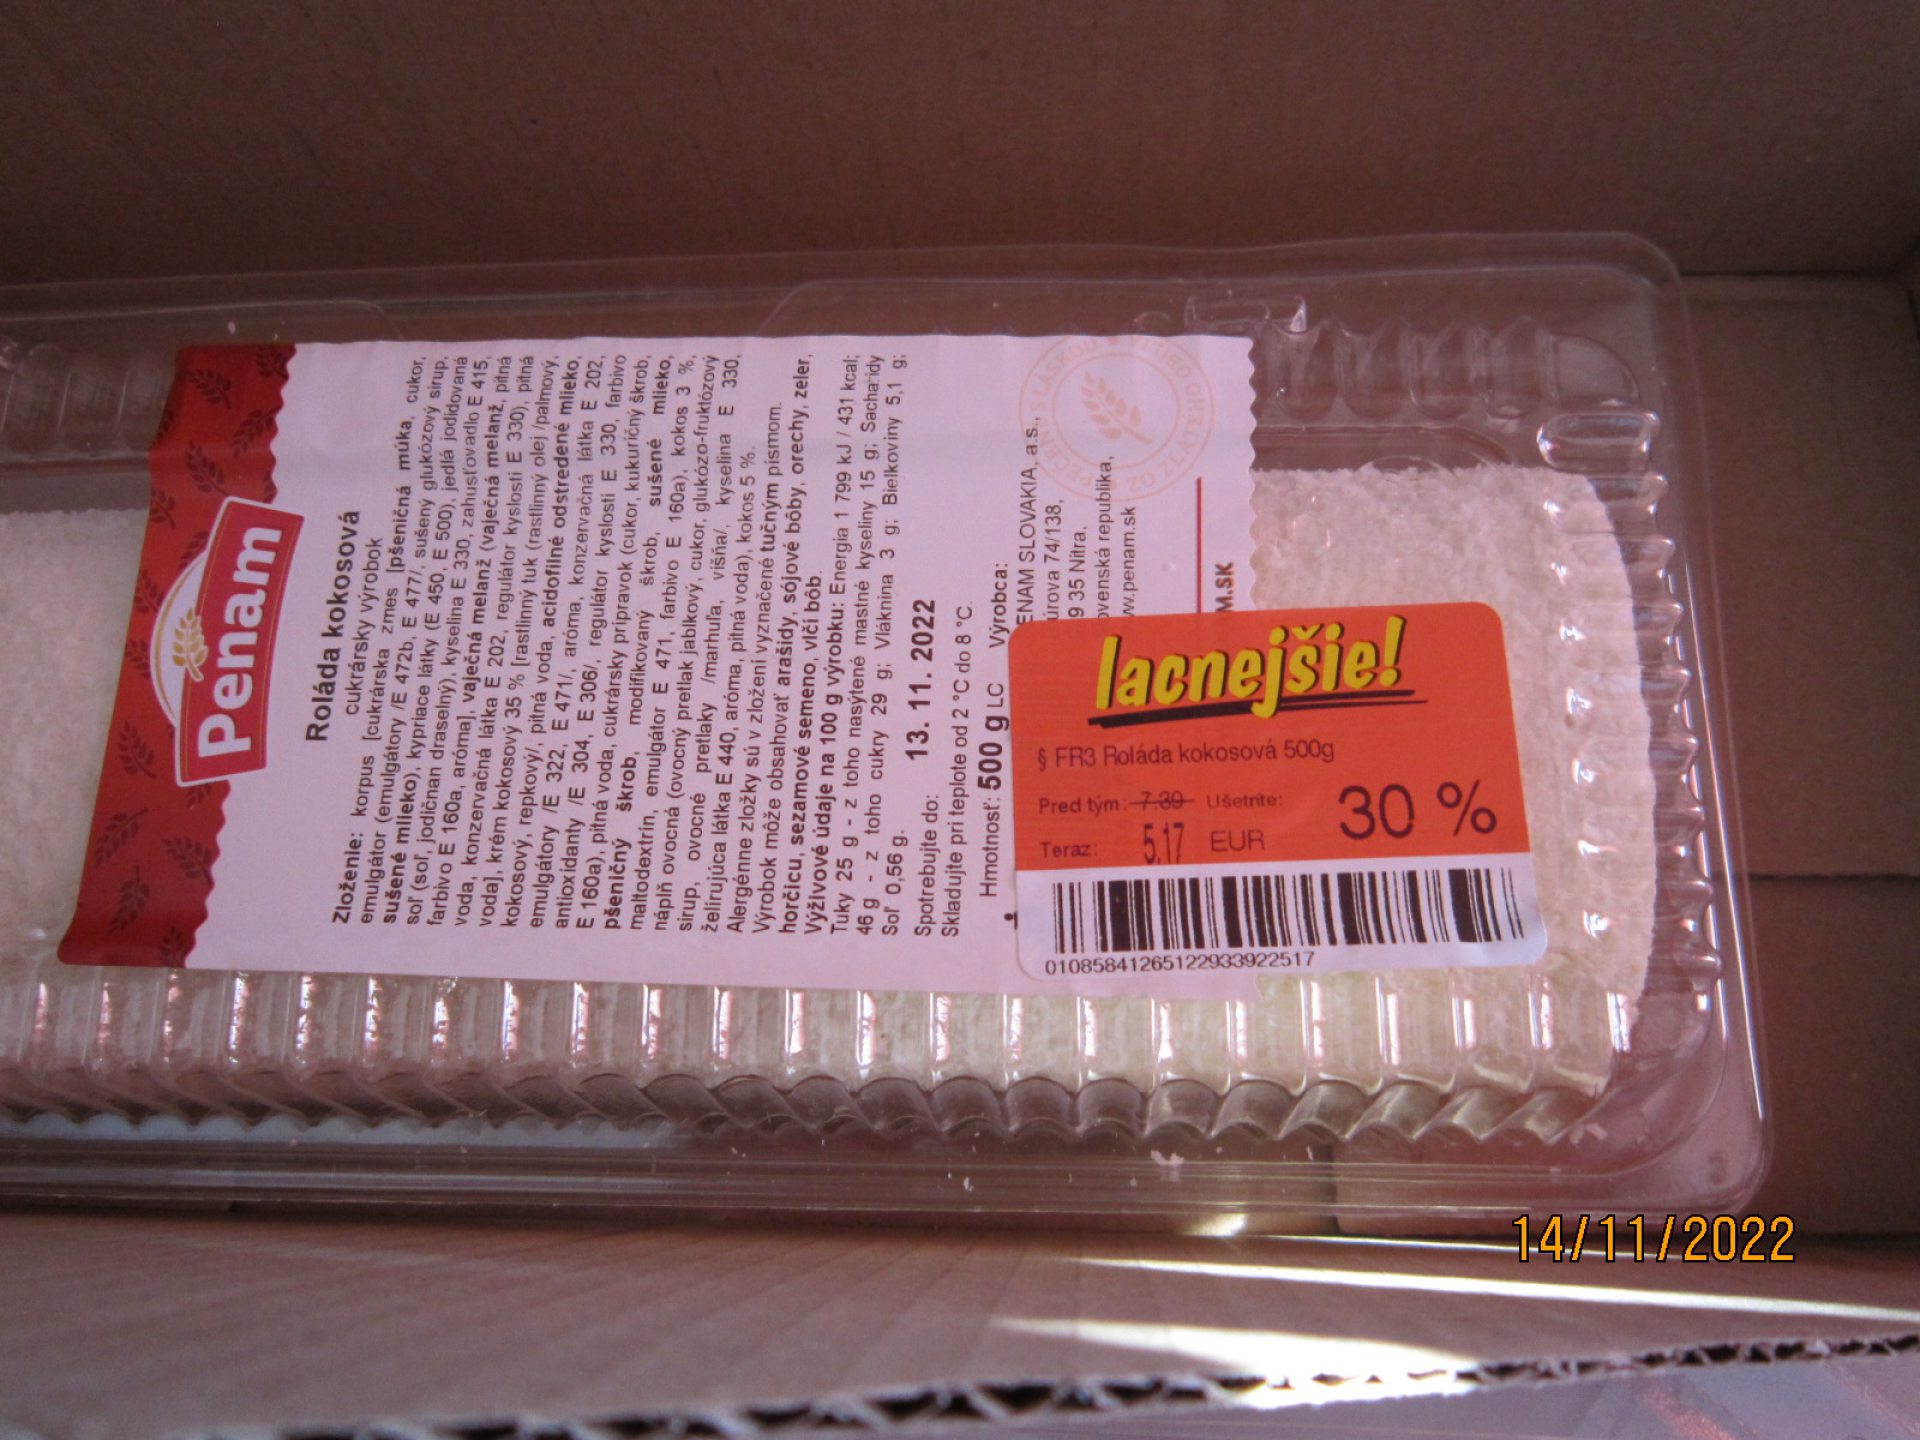 Penam
Roláda kokosová
cukrársky výrobok
Zloženie: korpus [cukrárska zmes [pšeničná múka, cukor,
emulgátor (emulgátory /E 472b, E 477/, sušený glukózový sirup,
sušené mlieko), kypriace látky (E 450, E 500), jedlá jodidovaná
soľ (soľ, jodičnan draselný), kyselina E 330, zahusťovadlo E 415,
farbivo E 160a, aróma], vaječná melanž (vaječná melanž, pitná
voda, konzervačná látka E 202, regulátor kyslosti E 330), pitná
voda], krém kokosový 35 % [rastlinný tuk (rastlinný olej /palmový,
kokosový, repkový/, pitná voda, acidofilné odstredené mlieko,
emulgátory /E 322, E 471/, aróma, konzervačná látka E 202,
antioxidanty /E 304, E 306/, regulátor kyslosti E 330, farbivo
E 160a), pitná voda, cukrársky prípravok (cukor, kukuričný škrob,
pšeničný škrob, modifikovaný škrob, sušené mlieko,
maltodextrín, emulgátor E 471, farbivo E 160a), kokos 3 %,
náplň ovocná (ovocný pretlak jablkový, cukor, glukózo-fruktózový
sirup, ovocné pretlaky /marhuľa, višňa/, kyselina E 330,
želírujúca látka E 440, aróma, pitná voda), kokos 5 %.
Alergénne zložky sú v zložení vyznačené tučným písmom.
Výrobok môže obsahovať arašidy, sójové bôby, orechy, zeler,
horčicu, sezamové semeno, vlčí bôb.
Výživové údaje na 100 g výrobku: Energia 1 799 kJ / 431 kcal;
Tuky 25 g - z toho nasýtené mastné kyseliny 15 g; Sacharidy
46 g - z toho cukry 29 g; Vláknina 3 g; Bielkoviny 5,1 g;
Soľ 0,56 g.
Spotrebujte do: 13. 11. 2022
Skladujte pri teplote od 2 °C do 8 °C.
Hmotnosť: 500 g LC Výrobca:
ENAM SLOVAKIA, a.s.,
úrova 74/138,
9 35 Nitra,
ovenská republika,
w.penam.sk
M.SK
lacnejšie!
§ FR3 Roláda kokosová 500g
Pred tým: 7.39 Ušetríte: 30 %
Teraz: 5.17 EUR
01085841265122933922517
14/11/2022